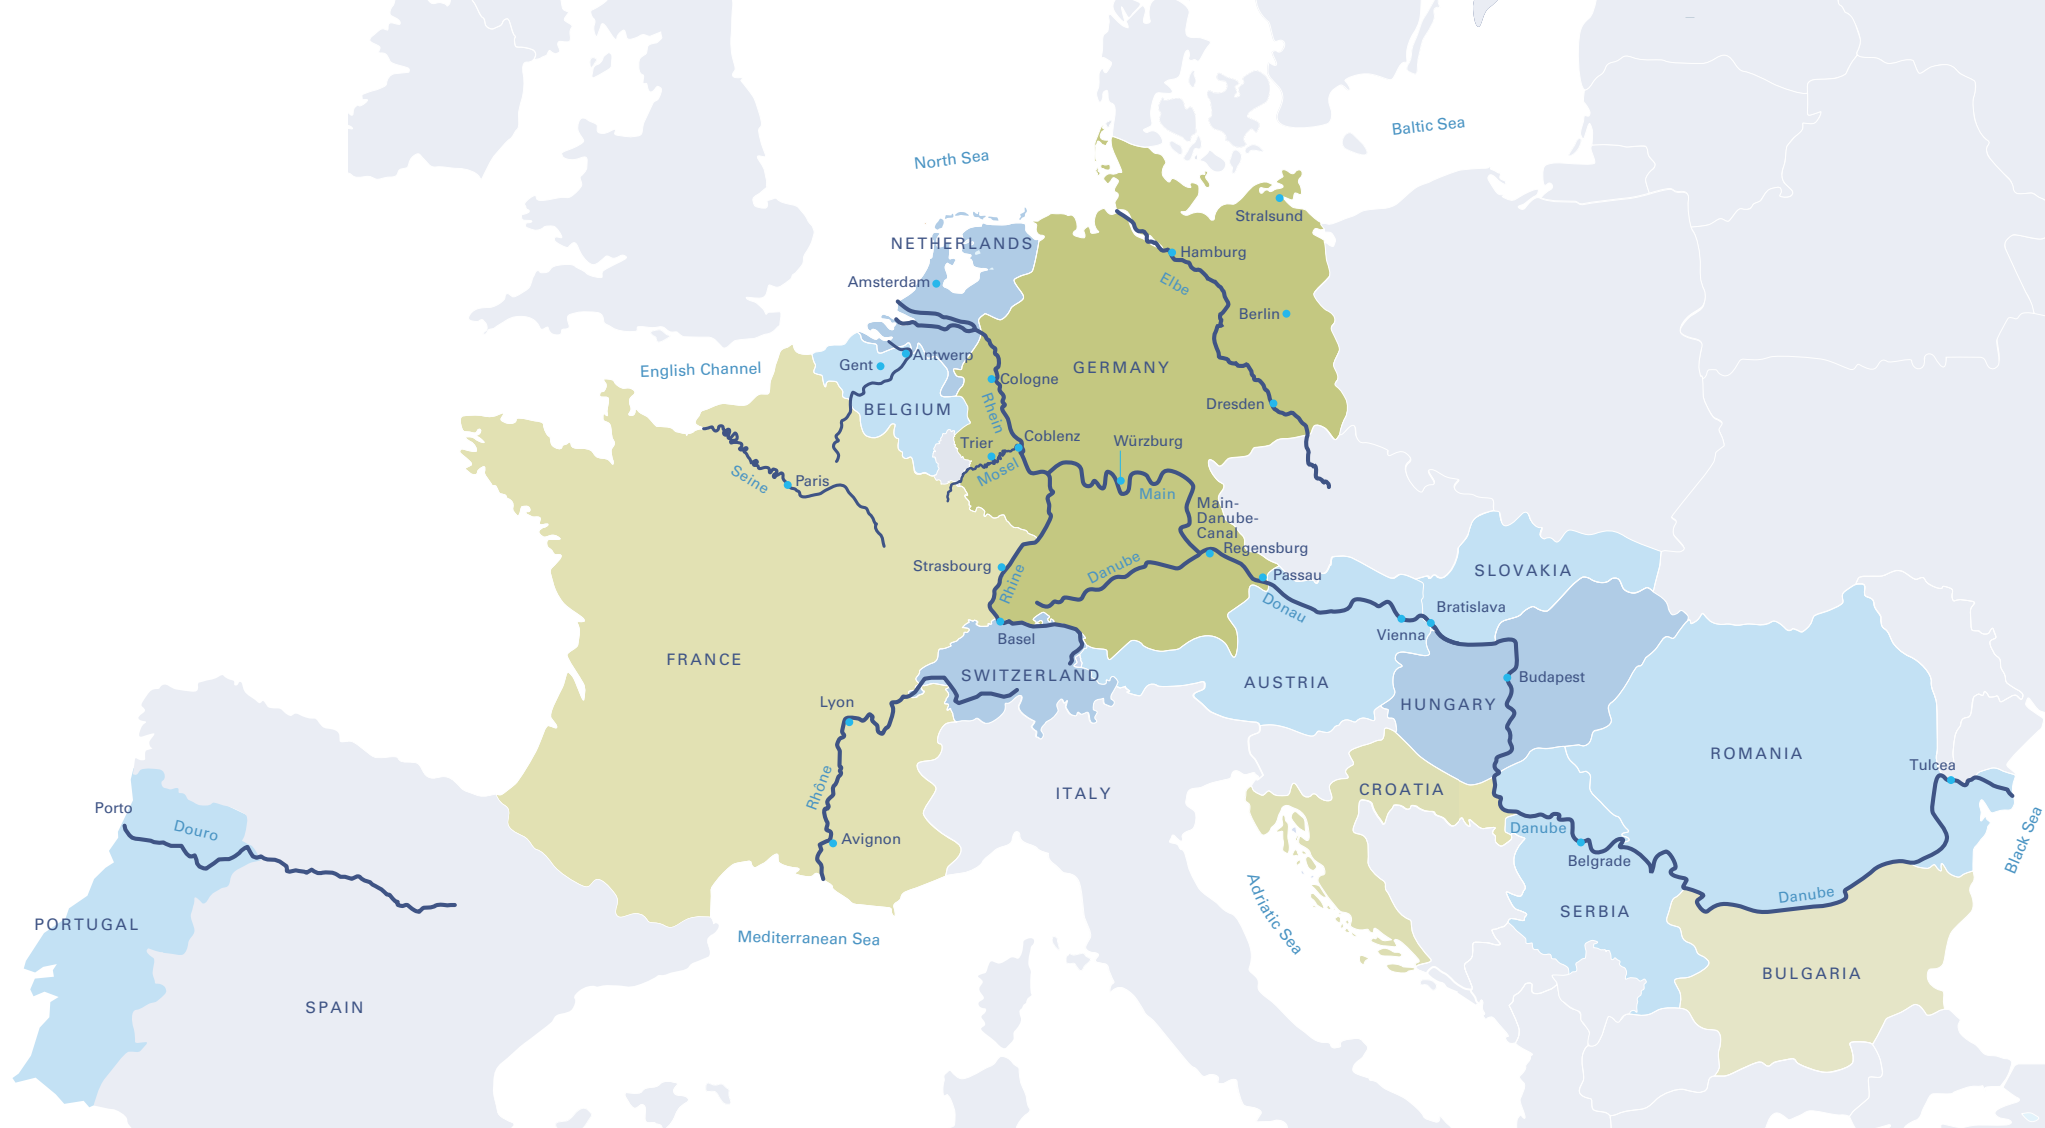 Baltic Sea
North Sea
Stralsund
NETHERLANDS
Hamburg
Elbe
Amsterdam
Berlin
Antwerp
Gent
English Channel
GERMANY
Cologne
Rhein
BELGIUM
Dresden
Coblenz
Trier
Würzburg
Mosel
Seine
Paris
Main
Main-
Danube-
Canal
Regensburg
Strasbourg
Rhine
Danube
Passau
SLOVAKIA
Donau
Bratislava
Vienna
Basel
FRANCE
SWITZERLAND
AUSTRIA
Budapest
HUNGARY
Lyon
ROMANIA
Tulcea
Rhône
ITALY
CROATIA
Porto
Douro
Danube
Avignon
Belgrade
Black Sea
Danube
PORTUGAL
Adriatic Sea
SERBIA
Mediterranean Sea
BULGARIA
SPAIN